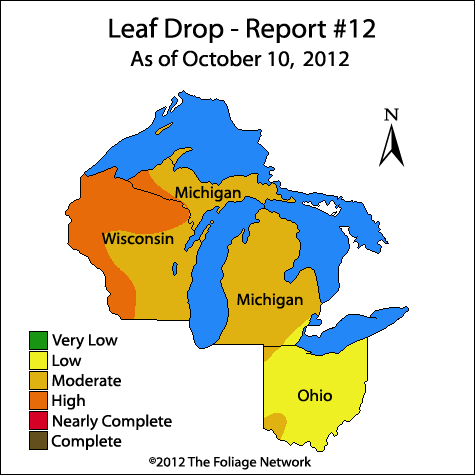 Leaf Drop - Report #12
As of October 10, 2012
N
Michigan
Wisconsin
Michigan
Very Low
Low
Moderate
High
Nearly Complete
Complete
Ohio
©2012 The Foliage Network